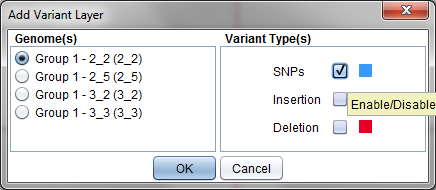 Add Variant Layer
Genome(s)
Variant Type(s)
Group 1 - 2_2 (2_2)
Group 1 - 2_5 (2_5)
Group 1 - 3_2 (3_2)
Group 1 - 3_3 (3_3)
SNPs
Insertion
Enable/Disable
Deletion
OK
Cancel